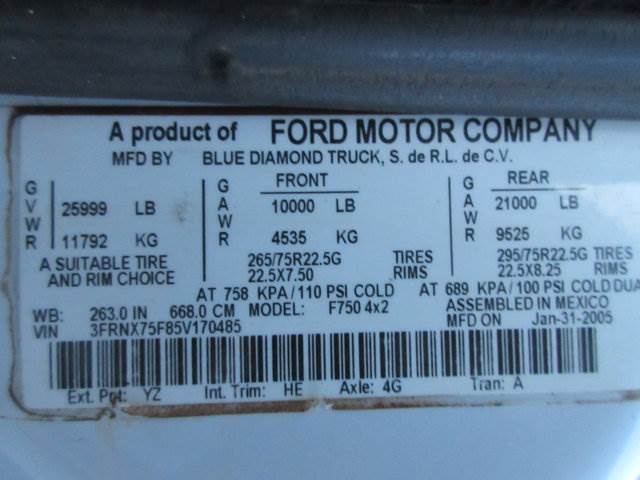 A product of FORD MOTOR COMPANY
MFD BY BLUE DIAMOND TRUCK, S. de R.L. de C.V.
GVWR 25999 LB GAWR FRONT 10000 LB GAWR REAR 21000 LB
11792 KG 4535 KG 9525 KG
A SUITABLE TIRE 265/75R22.5G TIRES 295/75R22.5G TIRES
AND RIM CHOICE 22.5X7.50 RIMS 22.5X8.25 RIMS
AT 758 KPA/110 PSI COLD AT 689 KPA/100 PSI COLD DUA
WB: 263.0 IN 668.0 CM MODEL: F750 4x2 ASSEMBLED IN MEXICO
VIN 3FRNX75F85V170485 MFD ON Jan-31-2005
Ext. Pnt: YZ Int. Trim: HE Axle: 4G Tran: A